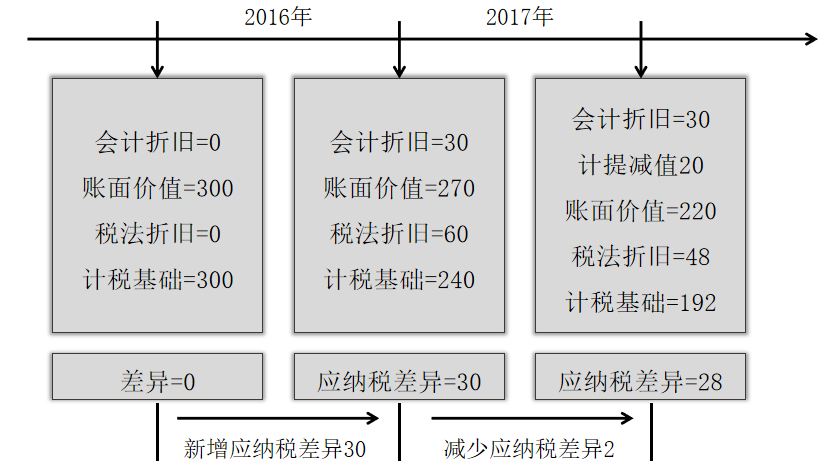 2016年
2017年
会计折旧=0
账面价值=300
税法折旧=0
计税基础=300
会计折旧=30
账面价值=270
税法折旧=60
计税基础=240
会计折旧=30
计提减值20
账面价值=220
税法折旧=48
计税基础=192
差异=0
应纳税差异=30
应纳税差异=28
新增应纳税差异30
减少应纳税差异2